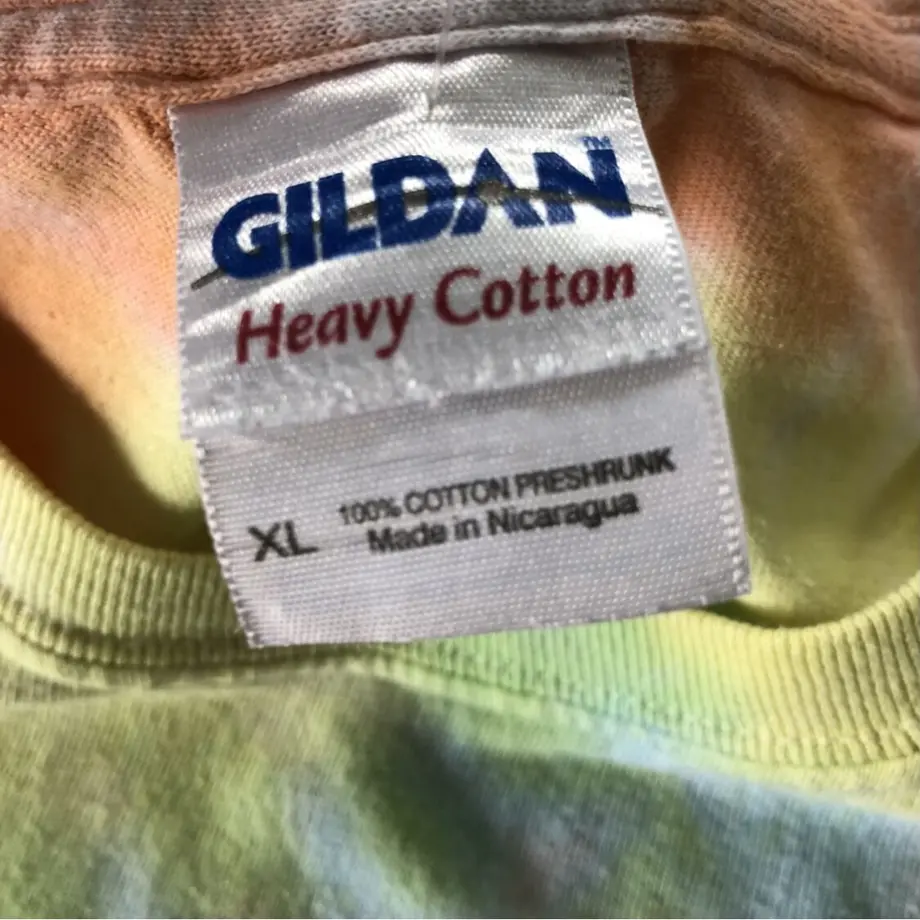 GILDAN™
Heavy Cotton
100% COTTON PRESHRUNK
XL Made in Nicaragua